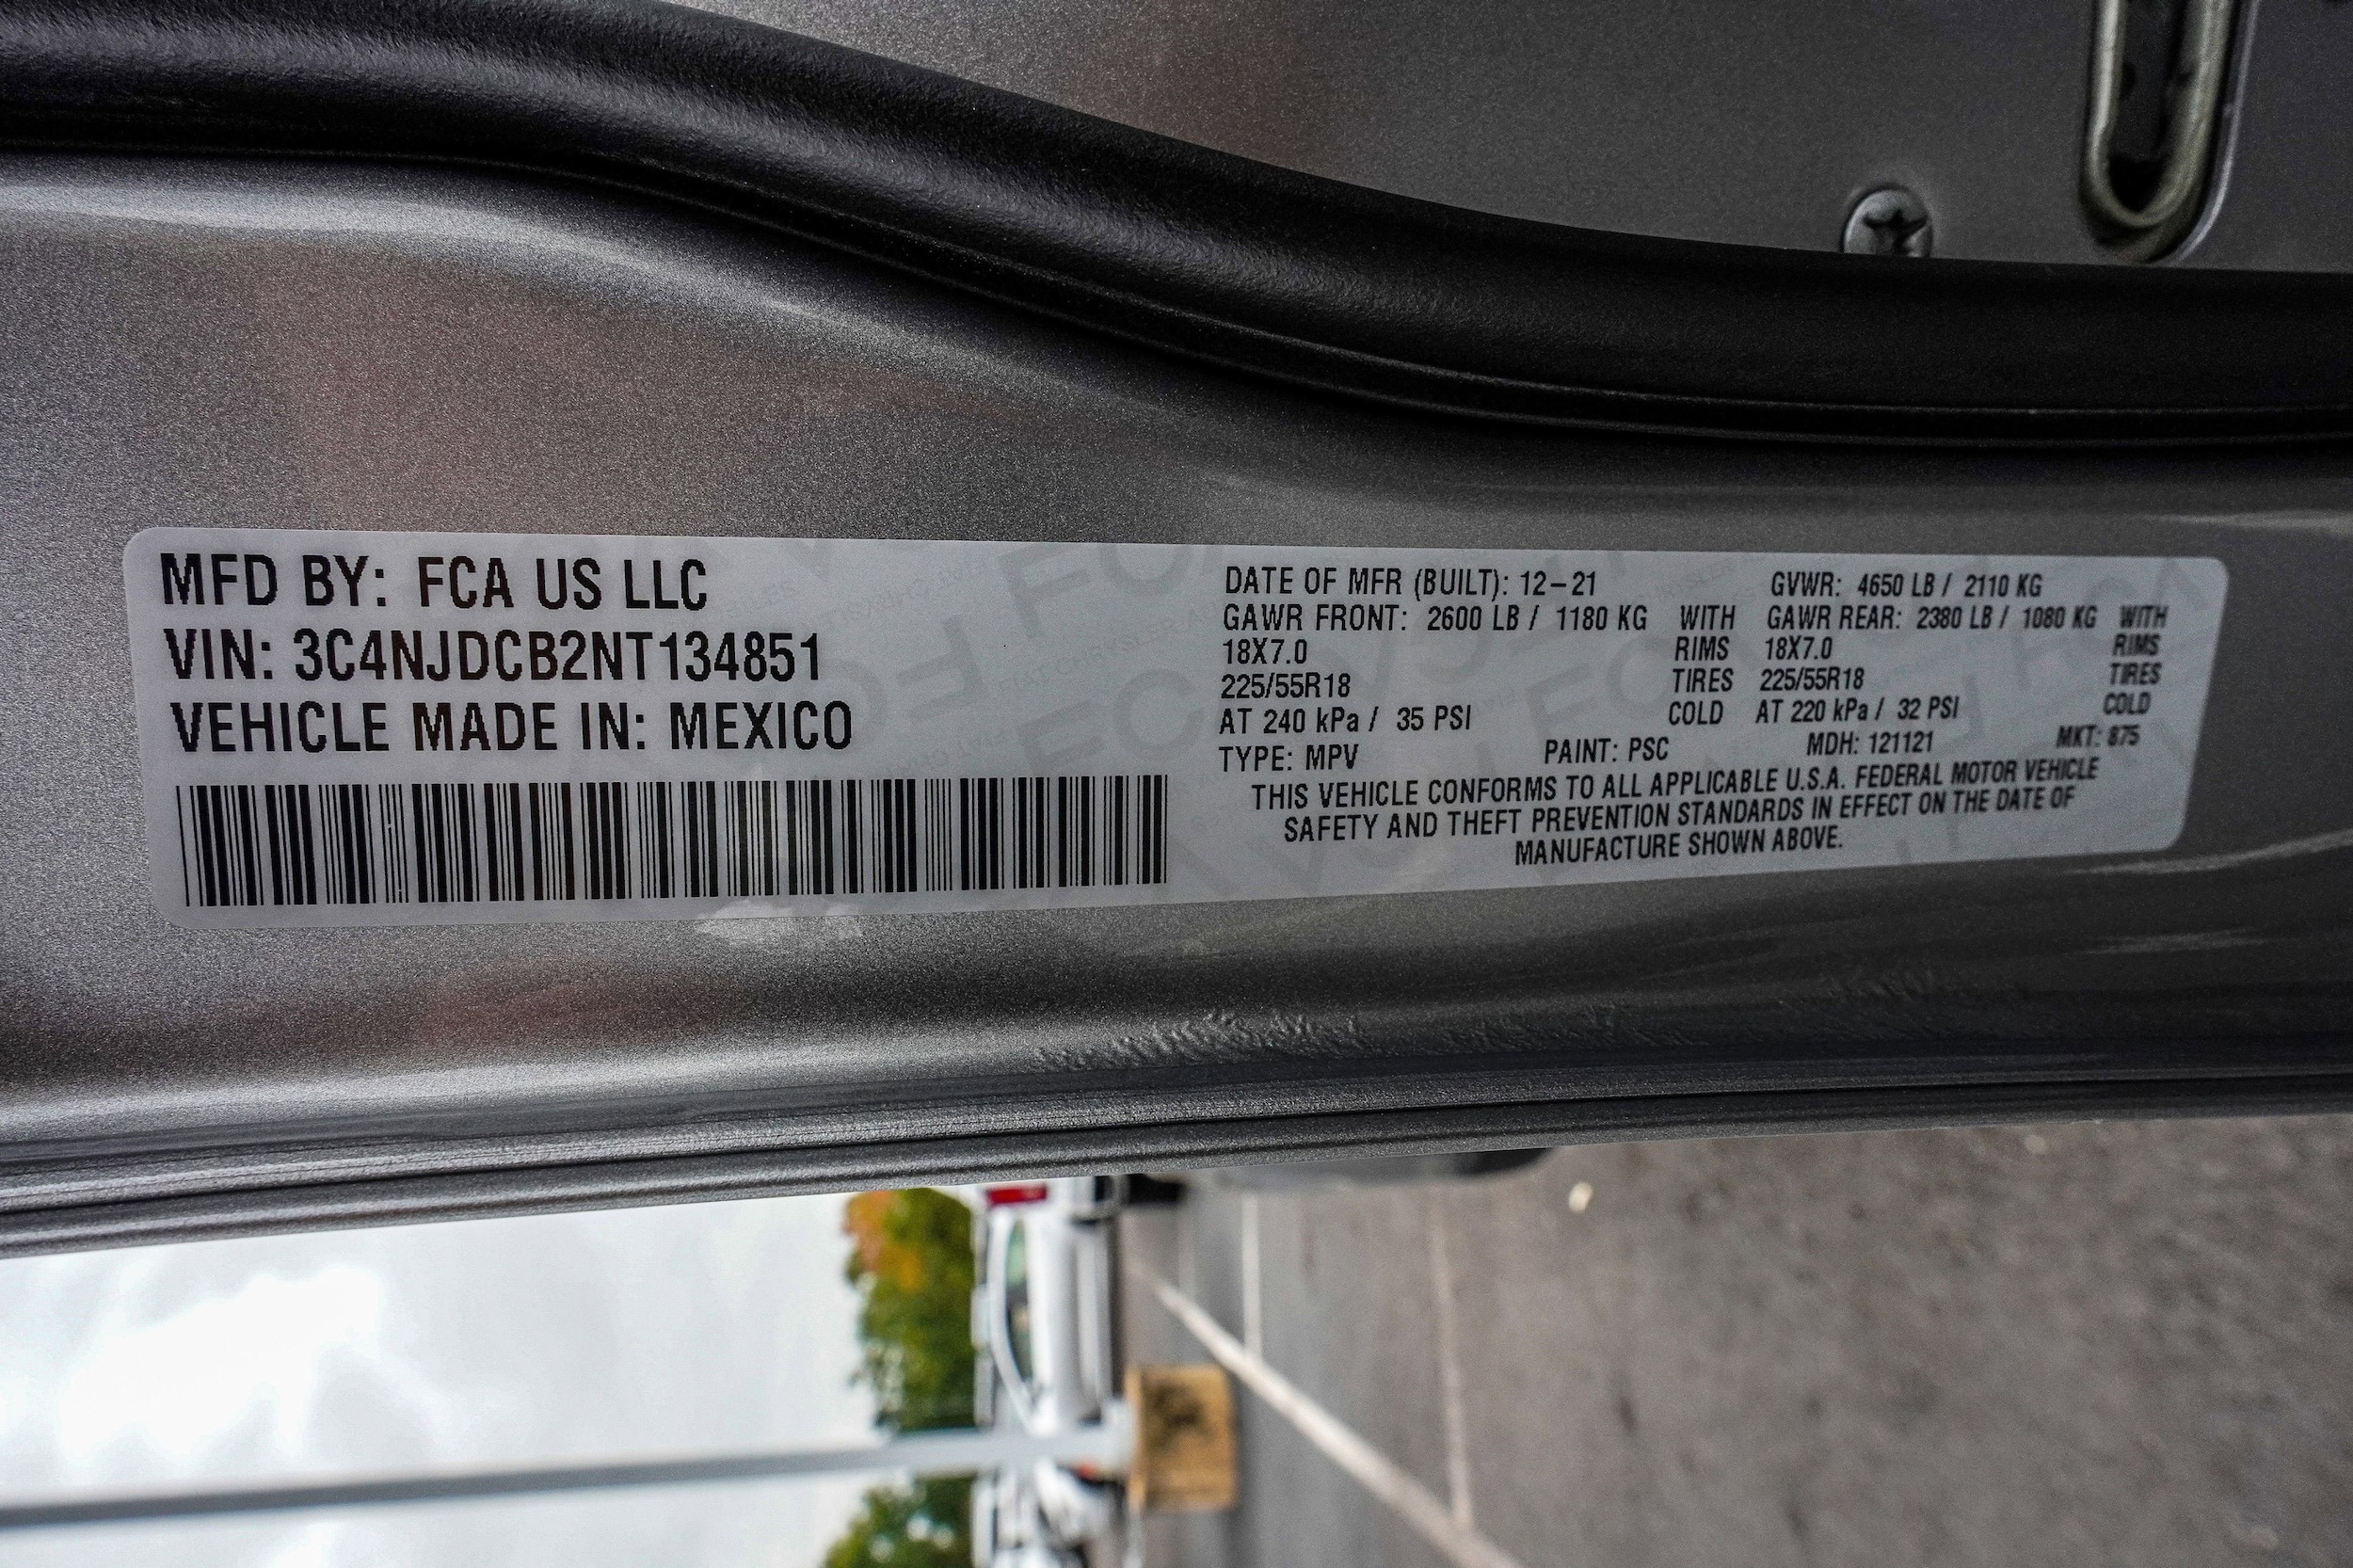 MFD BY: FCA US LLC
VIN: 3C4NJDCB2NT134851
VEHICLE MADE IN: MEXICO
DATE OF MFR (BUILT): 12-21 GVWR: 4650 LB / 2110 KG
GAWR FRONT: 2600 LB / 1180 KG WITH GAWR REAR: 2380 LB / 1080 KG WITH
18X7.0 RIMS 18X7.0 RIMS
225/55R18 TIRES 225/55R18 TIRES
AT 240 kPa / 35 PSI COLD AT 220 kPa / 32 PSI COLD
TYPE: MPV PAINT: PSC MDH: 121121 MKT: 875
THIS VEHICLE CONFORMS TO ALL APPLICABLE U.S.A. FEDERAL MOTOR VEHICLE
SAFETY AND THEFT PREVENTION STANDARDS IN EFFECT ON THE DATE OF
MANUFACTURE SHOWN ABOVE.